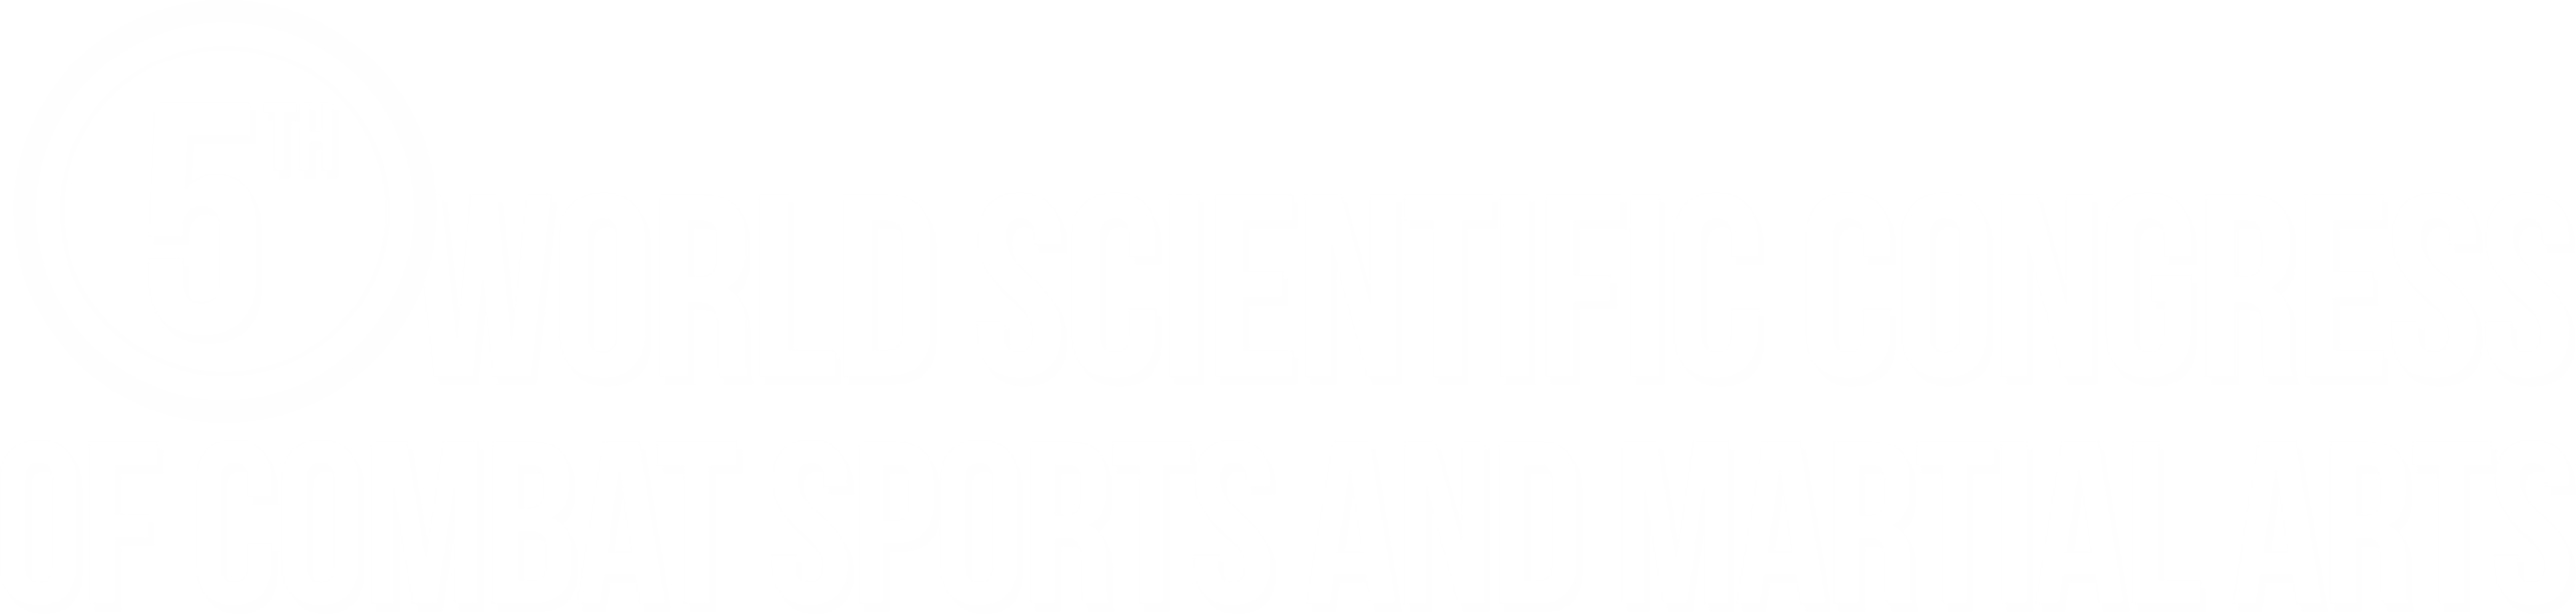 5TH
WORLD SCIENTIFIC CONGRESS
OF COMBAT SPORTS AND MARTIAL ARTS